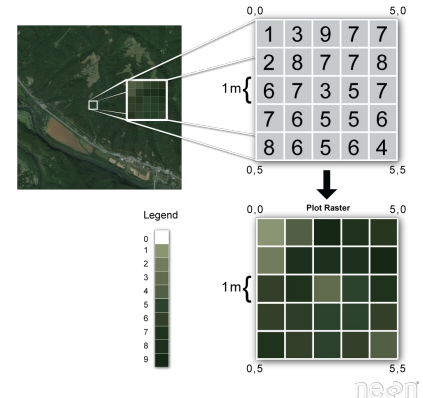 0,0 5,0
1 3 9 7 7
2 8 7 7 8
1m{ 6 7 3 5 7
7 6 5 5 6
8 6 5 6 4
0,5 5,5
Plot Raster
0,0 5,0
1m{
0,5 5,5
Legend
0
1
2
3
4
5
6
7
8
9
neon